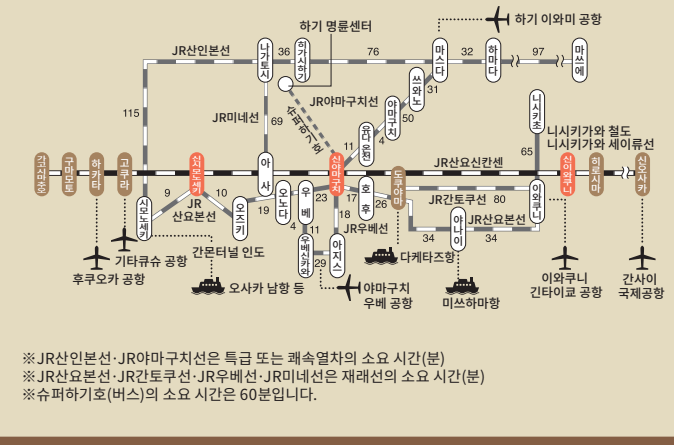 하기 명륜센터
하기 이와미 공항
JR산인본선
나가토시
36
히가시하기
76
마스다
32
하마다
97
마쓰에
115
JR미네선
69
슈퍼하기호
JR야마구치선
쓰와노
31
50
야마구치
4
유다온천
11
니시키초
니시키가와 철도
니시키가와 세이류선
65
JR산요신칸센
가고시마주오
구마모토
하카타
고쿠라
신시모노세키
아사
신야마구치
도쿠야마
신이와쿠니
히로시마
신오사카
9
10
JR
산요본선
시모노세키
오즈키
19
오노다
4
우베
23
11
우베신카와
29
18
아지스
17
호후
26
JR우베선
JR간토쿠선
80
이와쿠니
JR산요본선
34
야나이
34
기타큐슈 공항
후쿠오카 공항
간몬터널 인도
오사카 남항 등
야마구치
우베 공항
다케타즈항
미쓰하마항
이와쿠니
긴타이쿄 공항
간사이
국제공항
※JR산인본선·JR야마구치선은 특급 또는 쾌속열차의 소요 시간(분)
※JR산요본선·JR간토쿠선·JR우베선·JR미네선은 재래선의 소요 시간(분)
※슈퍼하기호(버스)의 소요 시간은 60분입니다.